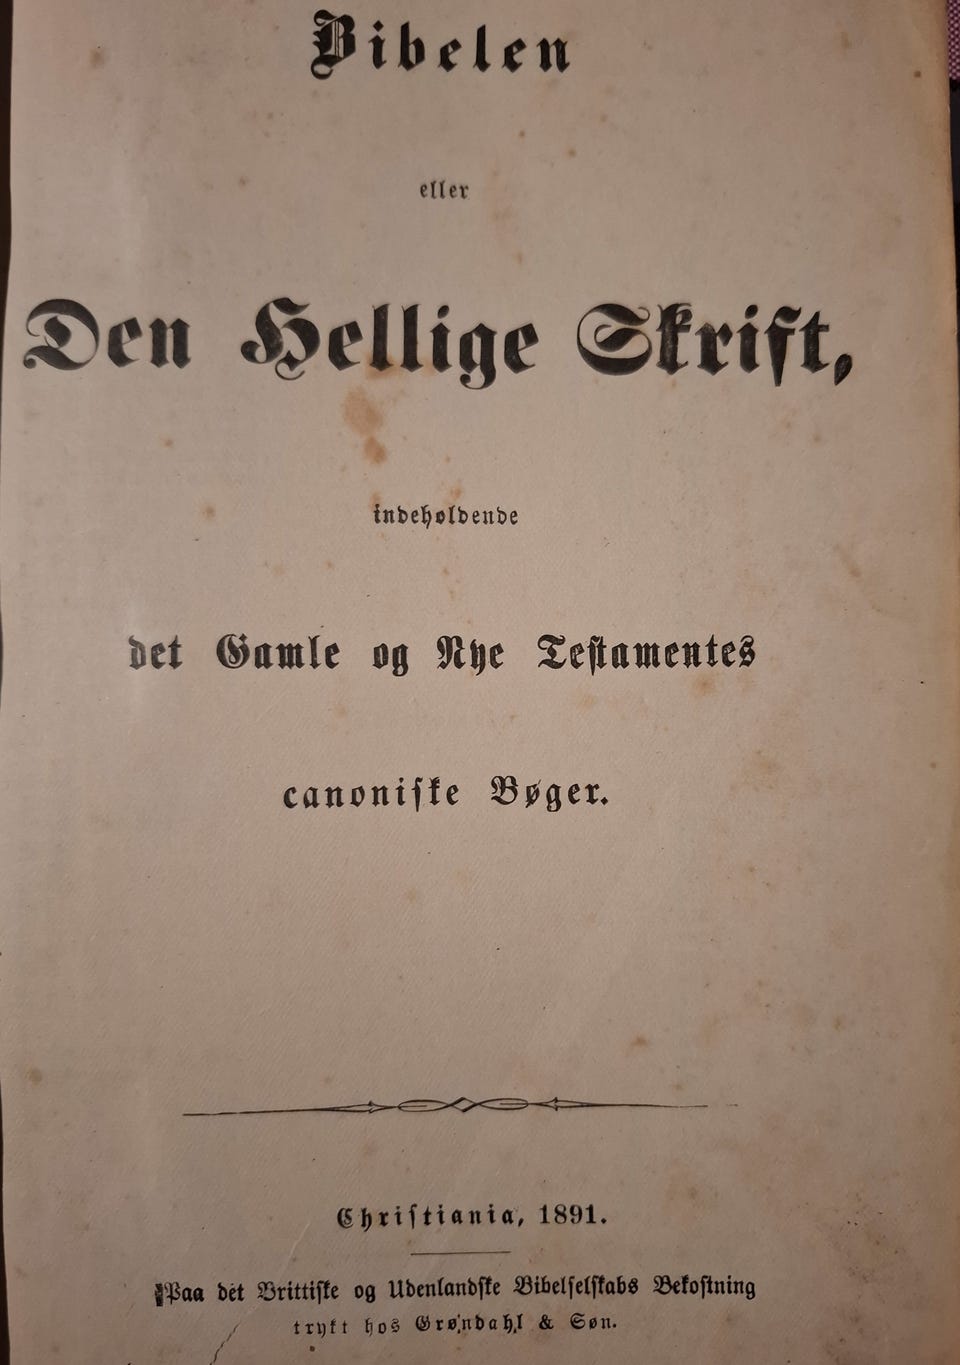 Bibelen
eller
Den Hellige Skrift,
indeholdende
det Gamle og Nye Testamentes
canoniske Bøger.
Christiania, 1891.
Paa det Brittiske og Udenlandske Bibelselskabs Bekostning
trykt hos Grøndahl & Søn.